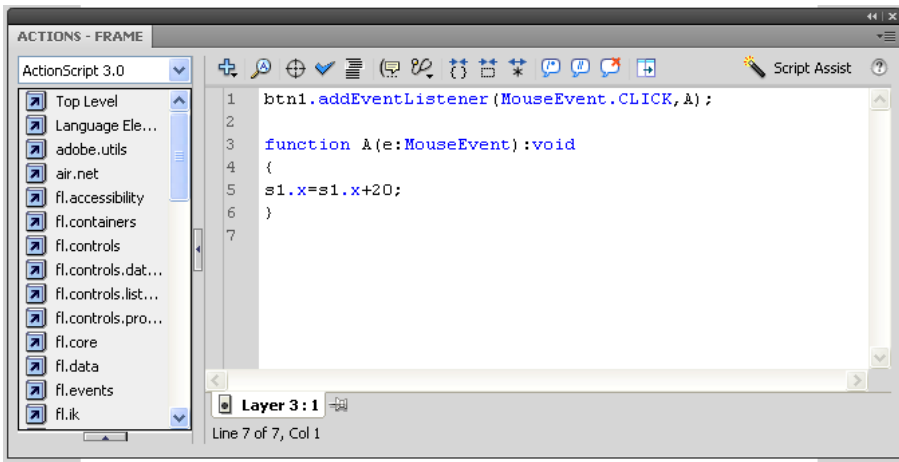 ACTIONS - FRAME
ActionScript 3.0
Script Assist
Top Level
Language Ele...
adobe.utils
air.net
fl.accessibility
fl.containers
fl.controls
fl.controls.dat...
fl.controls.list...
fl.controls.pro...
fl.core
fl.data
fl.events
fl.ik
1 btn1.addEventListener(MouseEvent.CLICK,A);
2
3 function A(e:MouseEvent):void
4 {
5 s1.x=s1.x+20;
6 }
7
Layer 3 : 1
Line 7 of 7, Col 1